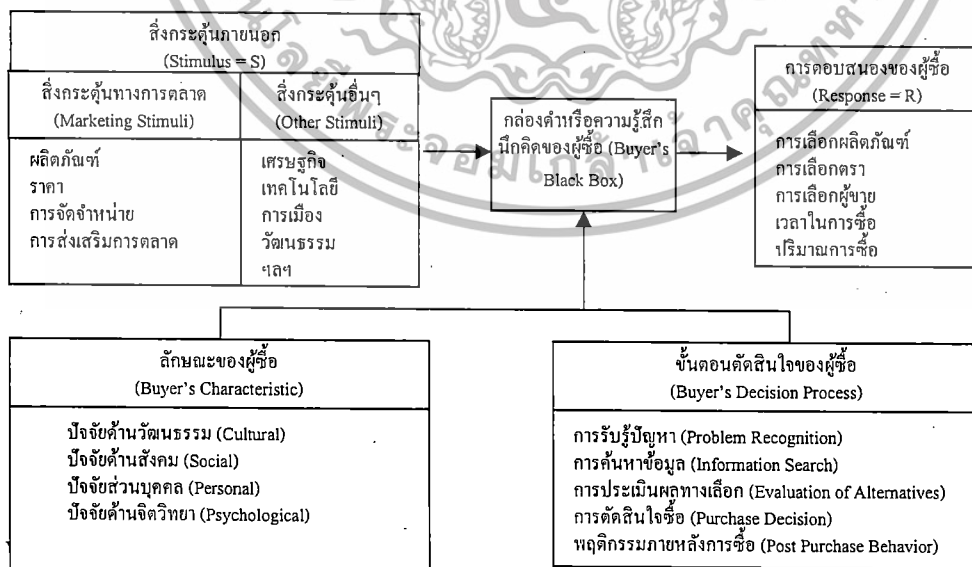 สิ่งกระตุ้นภายนอก
(Stimulus = S)
สิ่งกระตุ้นทางการตลาด
(Marketing Stimuli)
ผลิตภัณฑ์
ราคา
การจัดจำหน่าย
การส่งเสริมการตลาด
สิ่งกระตุ้นอื่นๆ
(Other Stimuli)
เศรษฐกิจ
เทคโนโลยี
การเมือง
วัฒนธรรม
ฯลฯ
กล่องดำหรือความรู้สึก
นึกคิดของผู้ซื้อ (Buyer's
Black Box)
การตอบสนองของผู้ซื้อ
(Response = R)
การเลือกผลิตภัณฑ์
การเลือกตรา
การเลือกผู้ขาย
เวลาในการซื้อ
ปริมาณการซื้อ
ลักษณะของผู้ซื้อ
(Buyer's Characteristic)
ปัจจัยด้านวัฒนธรรม (Cultural)
ปัจจัยด้านสังคม (Social)
ปัจจัยส่วนบุคคล (Personal)
ปัจจัยด้านจิตวิทยา (Psychological)
ขั้นตอนตัดสินใจของผู้ซื้อ
(Buyer's Decision Process)
การรับรู้ปัญหา (Problem Recognition)
การค้นหาข้อมูล (Information Search)
การประเมินผลทางเลือก (Evaluation of Alternatives)
การตัดสินใจซื้อ (Purchase Decision)
พฤติกรรมภายหลังการซื้อ (Post Purchase Behavior)